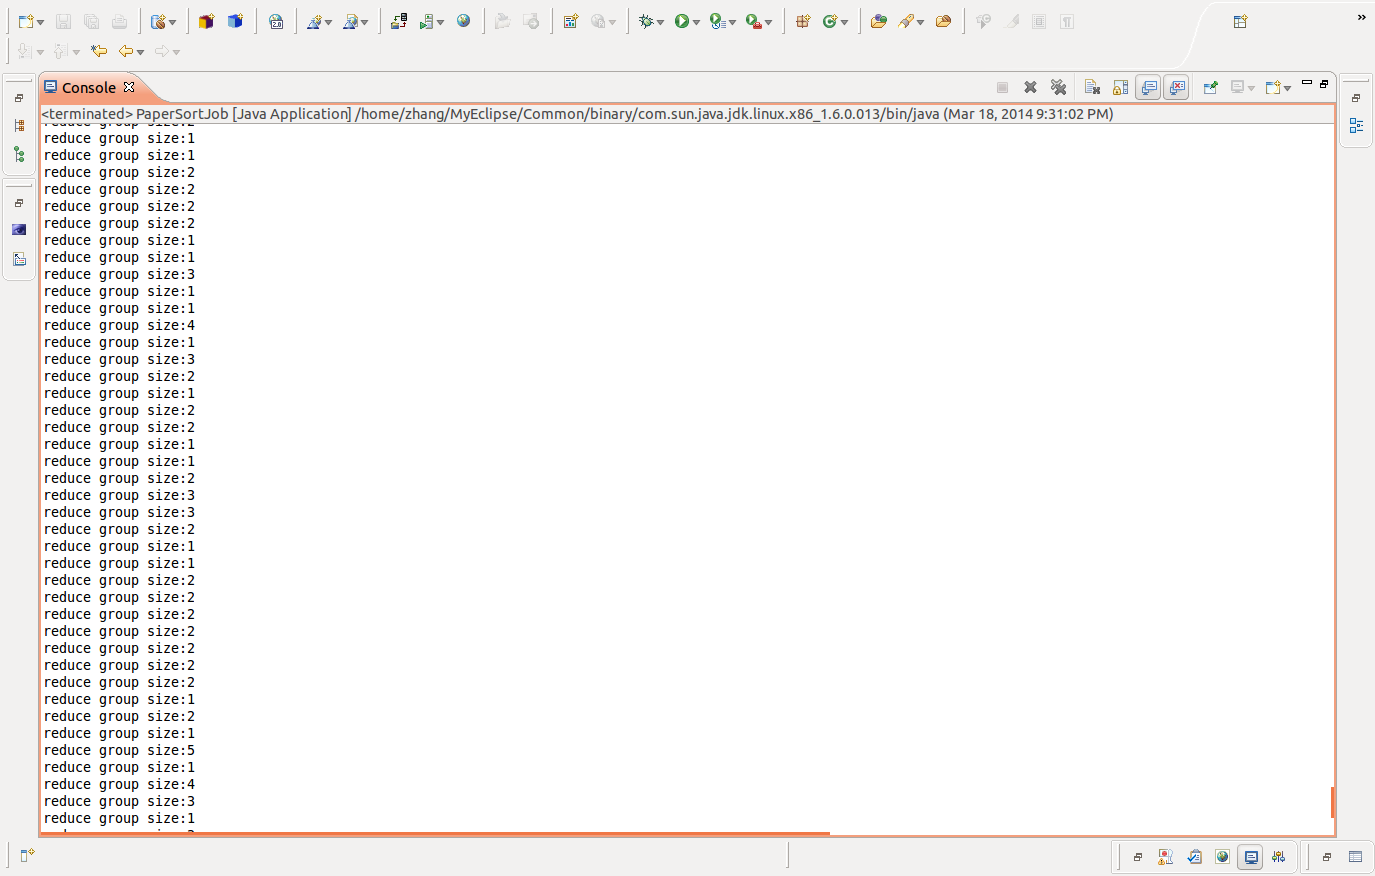 Console
<terminated> PaperSortJob [Java Application] /home/zhang/MyEclipse/Common/binary/com.sun.java.jdk.linux.x86_1.6.0.013/bin/java (Mar 18, 2014 9:31:02 PM)
reduce group size:1
reduce group size:1
reduce group size:2
reduce group size:2
reduce group size:2
reduce group size:2
reduce group size:1
reduce group size:1
reduce group size:3
reduce group size:1
reduce group size:1
reduce group size:4
reduce group size:1
reduce group size:3
reduce group size:2
reduce group size:1
reduce group size:2
reduce group size:2
reduce group size:1
reduce group size:1
reduce group size:2
reduce group size:3
reduce group size:3
reduce group size:2
reduce group size:1
reduce group size:1
reduce group size:2
reduce group size:2
reduce group size:2
reduce group size:2
reduce group size:2
reduce group size:2
reduce group size:2
reduce group size:1
reduce group size:2
reduce group size:1
reduce group size:5
reduce group size:1
reduce group size:4
reduce group size:3
reduce group size:1